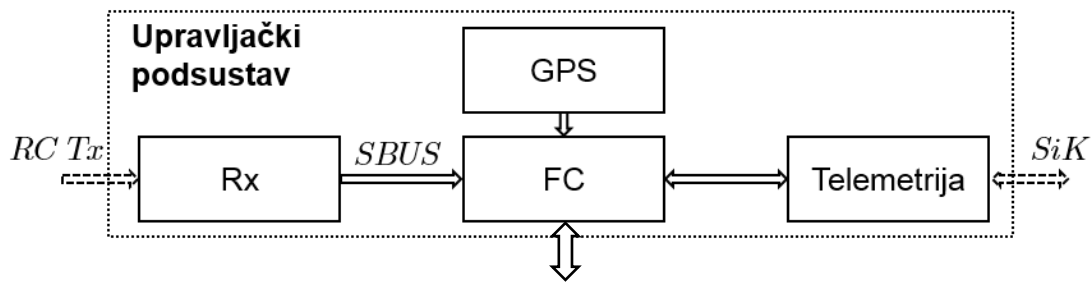 Upravljački
podsustav
GPS
RC Tx
Rx
SBUS
FC
Telemetrija
SiK